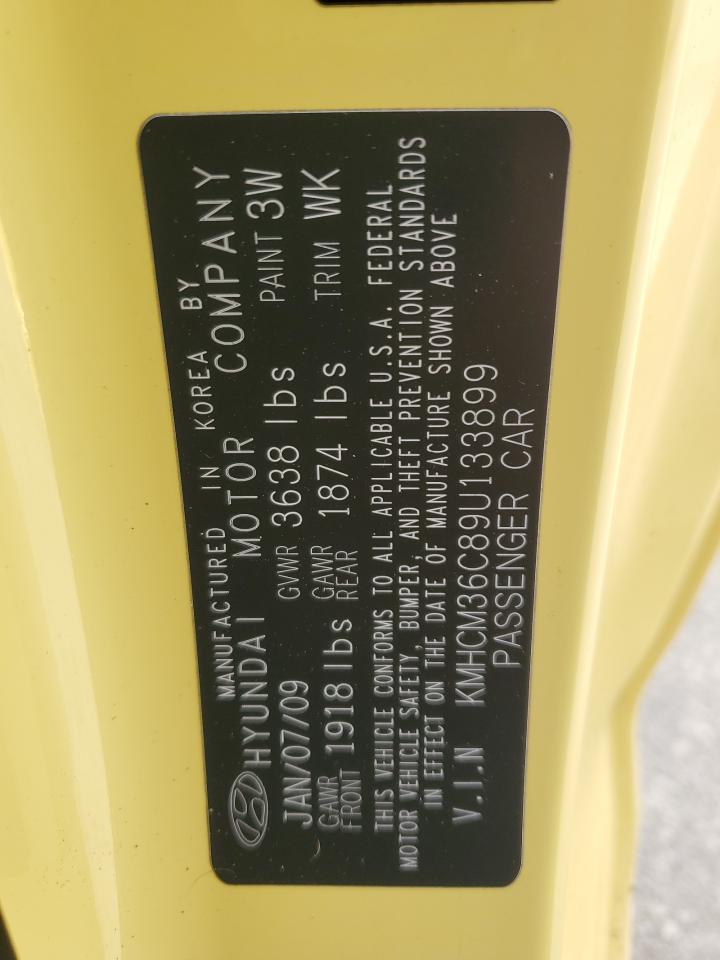 MANUFACTURED IN KOREA BY
HYUNDAI MOTOR COMPANY
JAN/07/09 GVWR 3638 lbs PAINT 3W
GAWR FRONT 1918 lbs GAWR REAR 1874 lbs TRIM WK
THIS VEHICLE CONFORMS TO ALL APPLICABLE U.S.A. FEDERAL
MOTOR VEHICLE SAFETY, BUMPER, AND THEFT PREVENTION STANDARDS
IN EFFECT ON THE DATE OF MANUFACTURE SHOWN ABOVE
V.I.N KMHCM36C89U133899
PASSENGER CAR